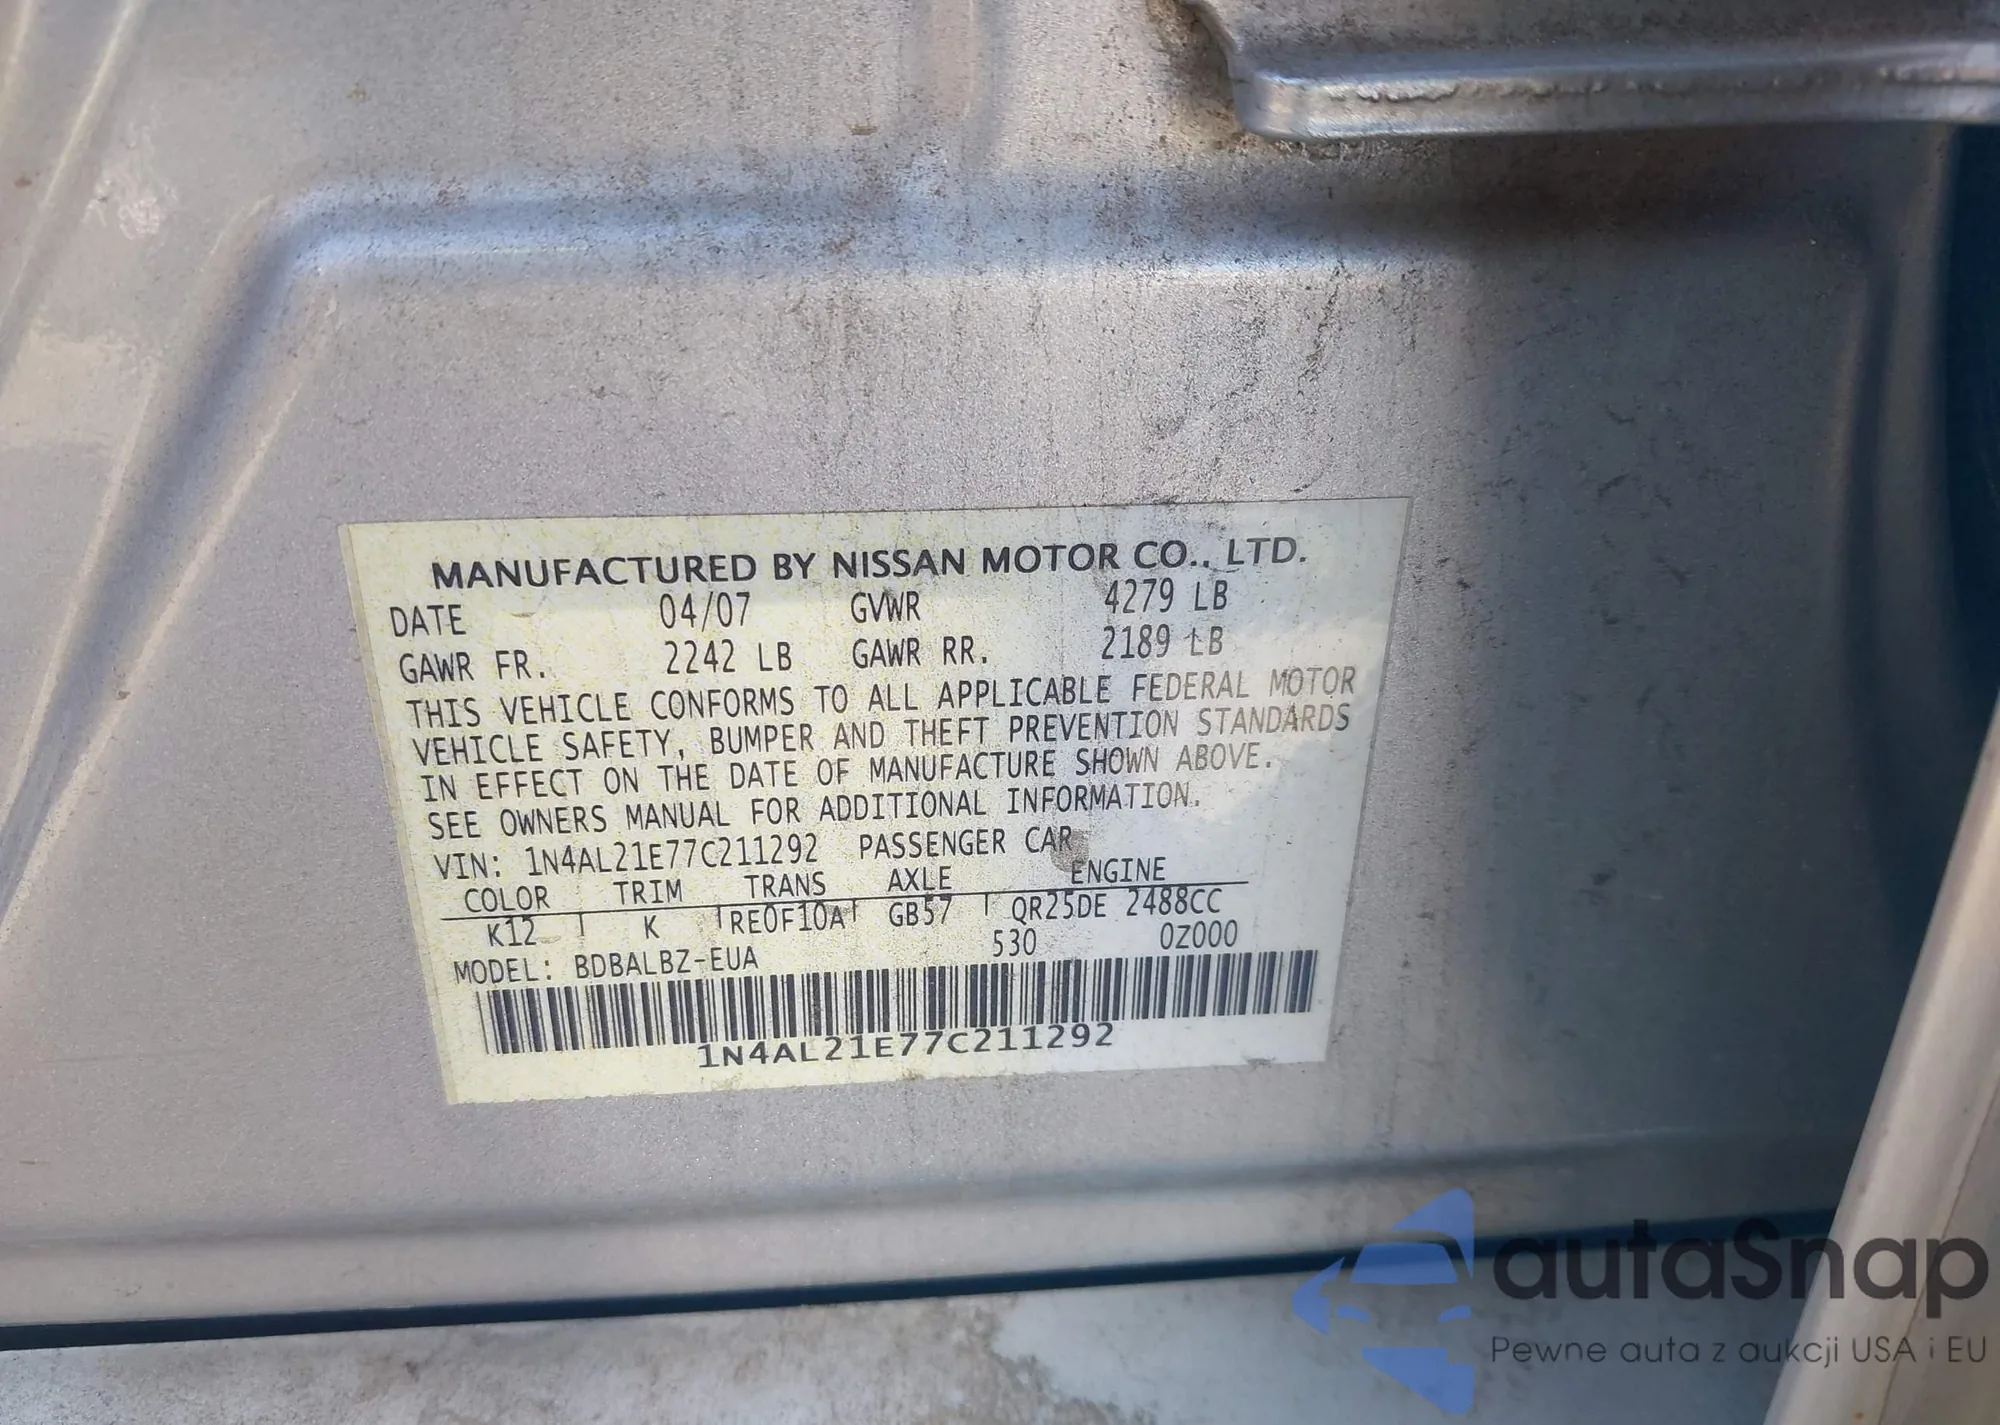 MANUFACTURED BY NISSAN MOTOR CO., LTD.
DATE 04/07 GVWR 4279 LB
GAWR FR. 2242 LB GAWR RR. 2189 LB
THIS VEHICLE CONFORMS TO ALL APPLICABLE FEDERAL MOTOR
VEHICLE SAFETY, BUMPER AND THEFT PREVENTION STANDARDS
IN EFFECT ON THE DATE OF MANUFACTURE SHOWN ABOVE.
SEE OWNERS MANUAL FOR ADDITIONAL INFORMATION.
VIN: 1N4AL21E77C211292 PASSENGER CAR
COLOR TRIM TRANS AXLE ENGINE
K12 K RE0F10A GB57 QR25DE 2488CC
530 0Z000
MODEL: BDBALBZ-EUA
1N4AL21E77C211292
autaSnap
Pewne auta z aukcji USA i EU